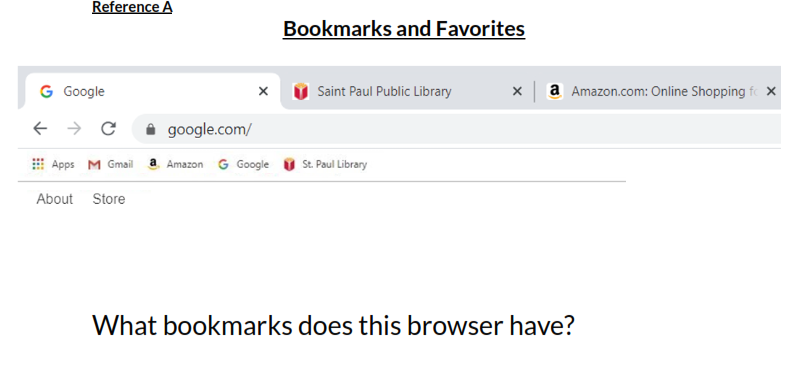 Reference A
Bookmarks and Favorites
Google Saint Paul Public Library Amazon.com: Online Shopping
google.com/
Apps Gmail Amazon Google St. Paul Library
About Store
What bookmarks does this browser have?